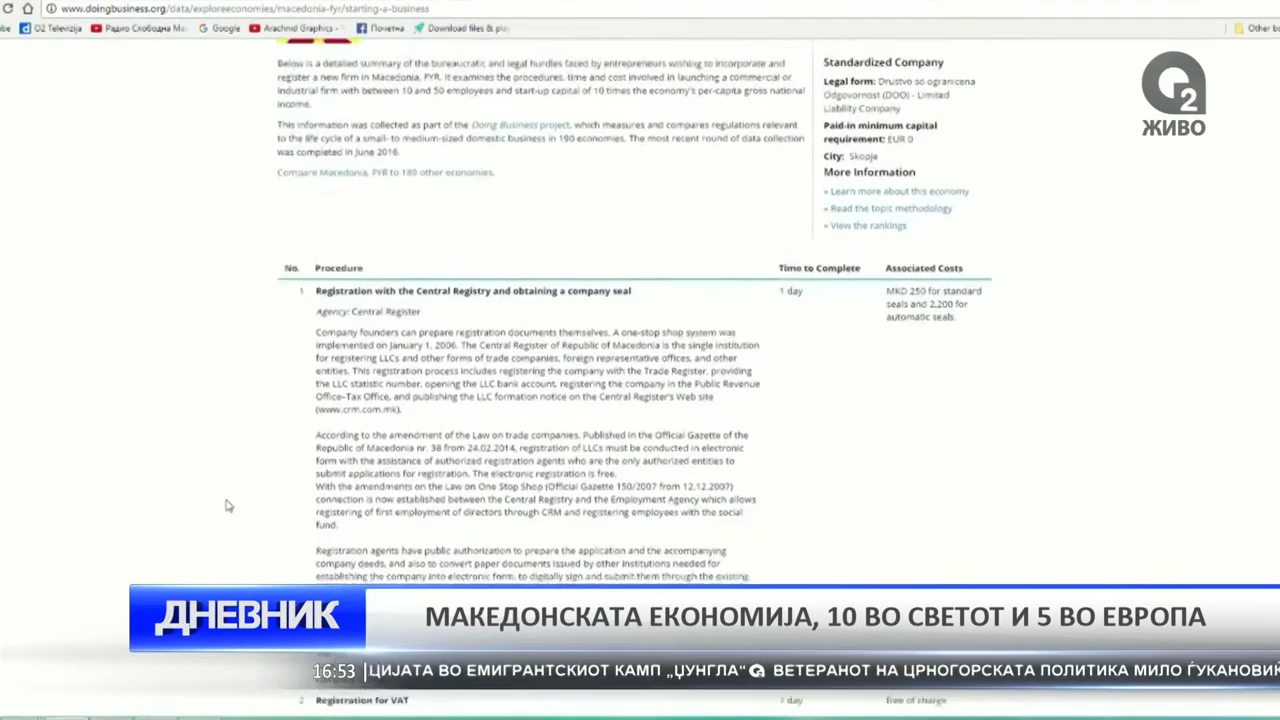 www.doingbusiness.org/data/exploreeconomies/macedonia-fyr/starting-a-business
be O2 Televizija Радио Слободна Ма Google Arachnid Graphics - Почетна Download files & pla Other bo
Below is a detailed summary of the bureaucratic and legal hurdles faced by entrepreneurs wishing to incorporate and
register a new firm in Macedonia, FYR. It examines the procedures, time and cost involved in launching a commercial or
industrial firm with between 10 and 50 employees and start-up capital of 10 times the economy's per-capita gross national
income.
This information was collected as part of the Doing Business project, which measures and compares regulations relevant
to the life cycle of a small- to medium-sized domestic business in 190 economies. The most recent round of data collection
was completed in June 2016.
Compare Macedonia, FYR to 189 other economies.
Standardized Company
Legal form: Drustvo so ogranicena
Odgovornost (DOO) - Limited
Liability Company
Paid-in minimum capital
requirement: EUR 0
City: Skopje
More Information
» Learn more about this economy
» Read the topic methodology
» View the rankings
2
ЖИВО
No. Procedure Time to Complete Associated Costs
1 Registration with the Central Registry and obtaining a company seal 1 day MKD 250 for standard
seals and 2,200 for
automatic seals.
Agency: Central Register
Company founders can prepare registration documents themselves. A one-stop shop system was
implemented on January 1, 2006. The Central Register of Republic of Macedonia is the single institution
for registering LLCs and other forms of trade companies, foreign representative offices, and other
entities. This registration process includes registering the company with the Trade Register, providing
the LLC statistic number, opening the LLC bank account, registering the company in the Public Revenue
Office–Tax Office, and publishing the LLC formation notice on the Central Register's Web site
(www.crm.com.mk).
According to the amendment of the Law on trade companies, Published in the Official Gazette of the
Republic of Macedonia nr. 38 from 24.02.2014, registration of LLCs must be conducted in electronic
form with the assistance of authorized registration agents who are the only authorized entities to
submit applications for registration. The electronic registration is free.
With the amendments on the Law on One Stop Shop (Official Gazette 150/2007 from 12.12.2007)
connection is now established between the Central Registry and the Employment Agency which allows
registering of first employment of directors through CRM and registering employees with the social
fund.
Registration agents have public authorization to prepare the application and the accompanying
company deeds, and also to convert paper documents issued by other institutions needed for
establishing the company into electronic form, to digitally sign and submit them through the existing
ДНЕВНИК
МАКЕДОНСКАТА ЕКОНОМИЈА, 10 ВО СВЕТОТ И 5 ВО ЕВРОПА
16:53 ЦИЈАТА ВО ЕМИГРАНТСКИОТ КАМП „ЏУНГЛА“ ВЕТЕРАНОТ НА ЦРНОГОРСКАТА ПОЛИТИКА МИЛО ЃУКАНОВИЌ
2 Registration for VAT 1 day free of charge